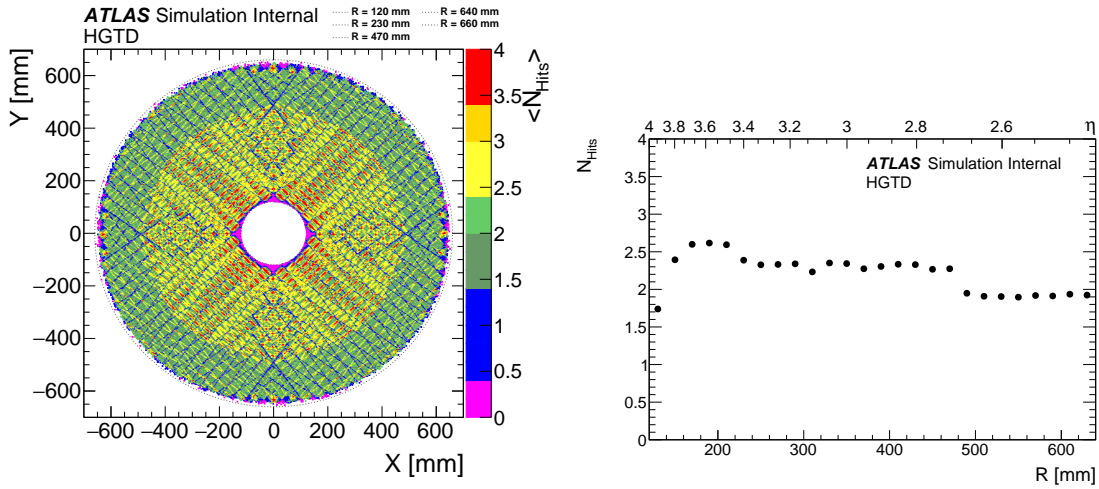 ATLAS Simulation Internal
HGTD
R = 120 mm
R = 230 mm
R = 470 mm
R = 640 mm
R = 660 mm
Y [mm]
600
400
200
0
−200
−400
−600
−600 −400 −200 0 200 400 600
X [mm]
4
3.5
3
2.5
2
1.5
1
0.5
0
<N_Hits>
4 3.8 3.6 3.4 3.2 3 2.8 2.6 η
N_Hits
4
3.5
3
2.5
2
1.5
1
0.5
0
ATLAS Simulation Internal
HGTD
200 300 400 500 600
R [mm]